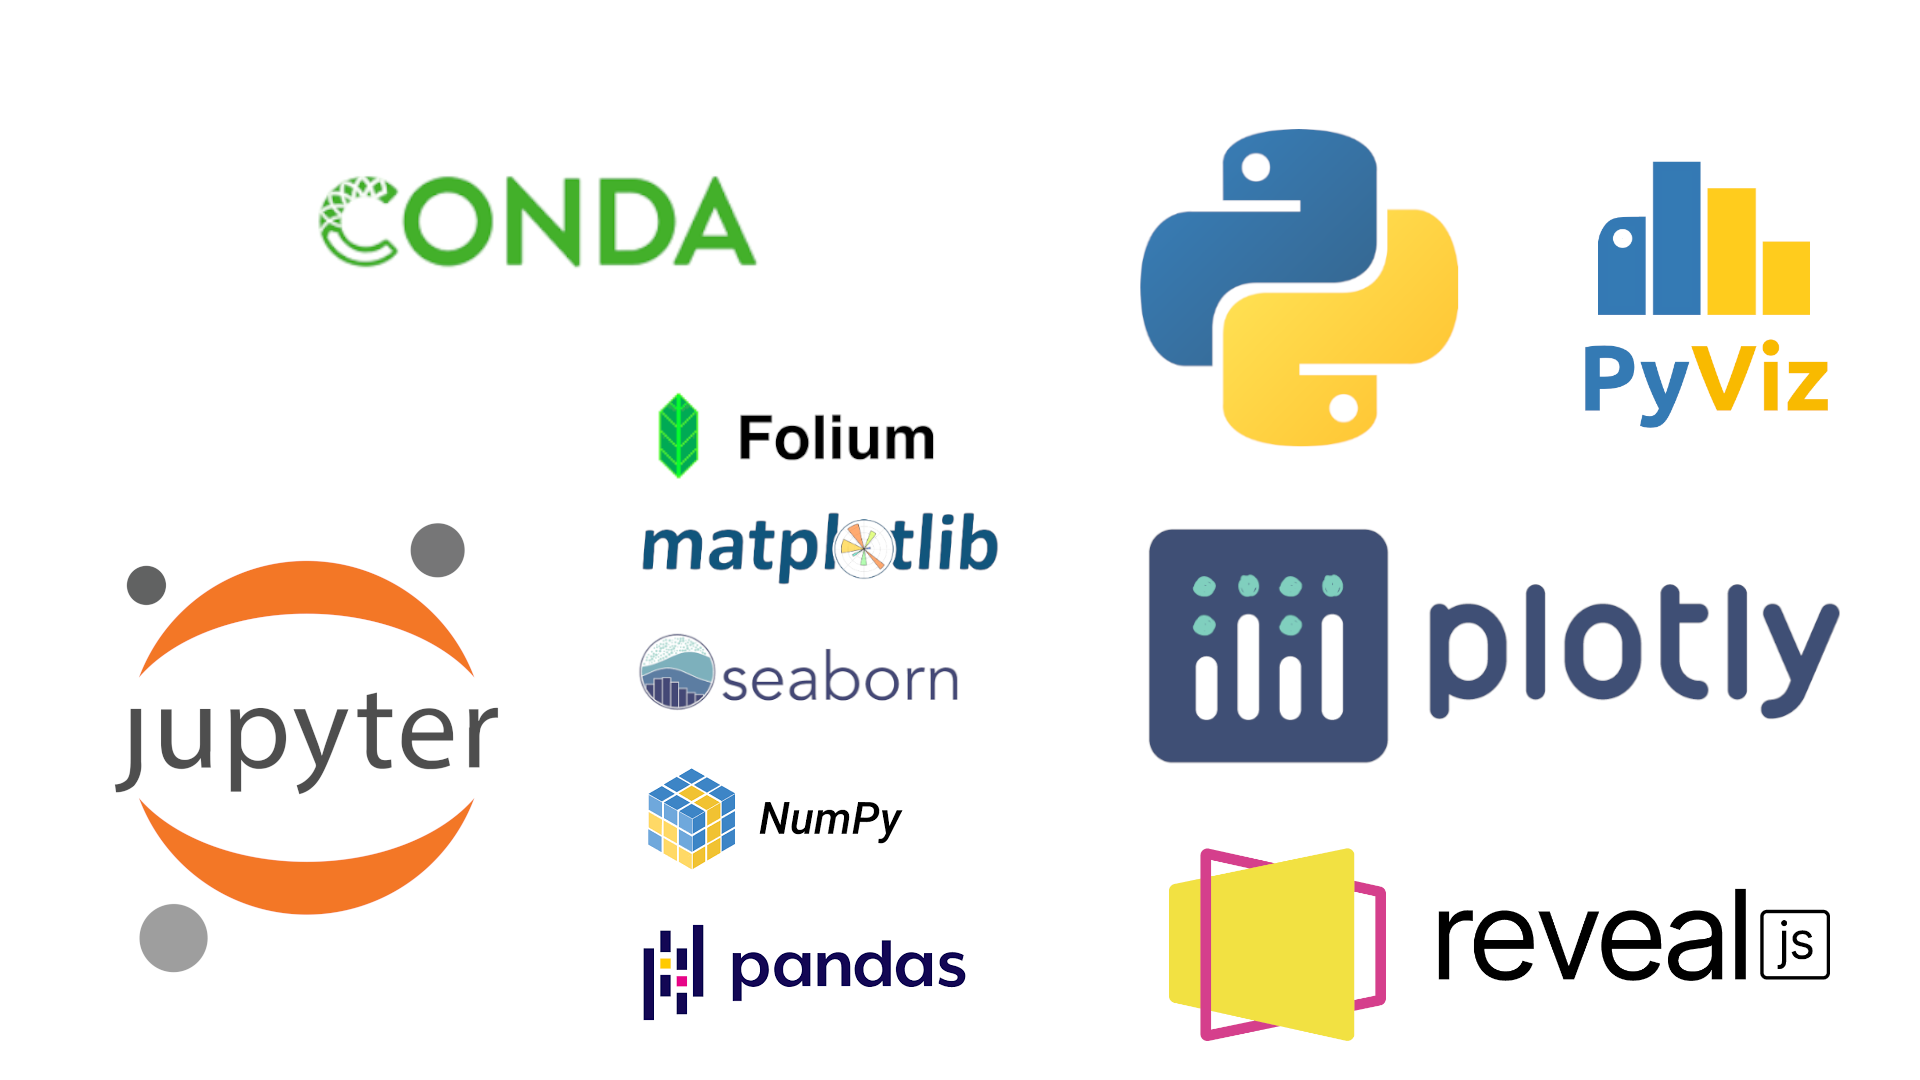 CONDA
PyViz
Folium
matplotlib
plotly
seaborn
jupyter
NumPy
pandas
reveal js